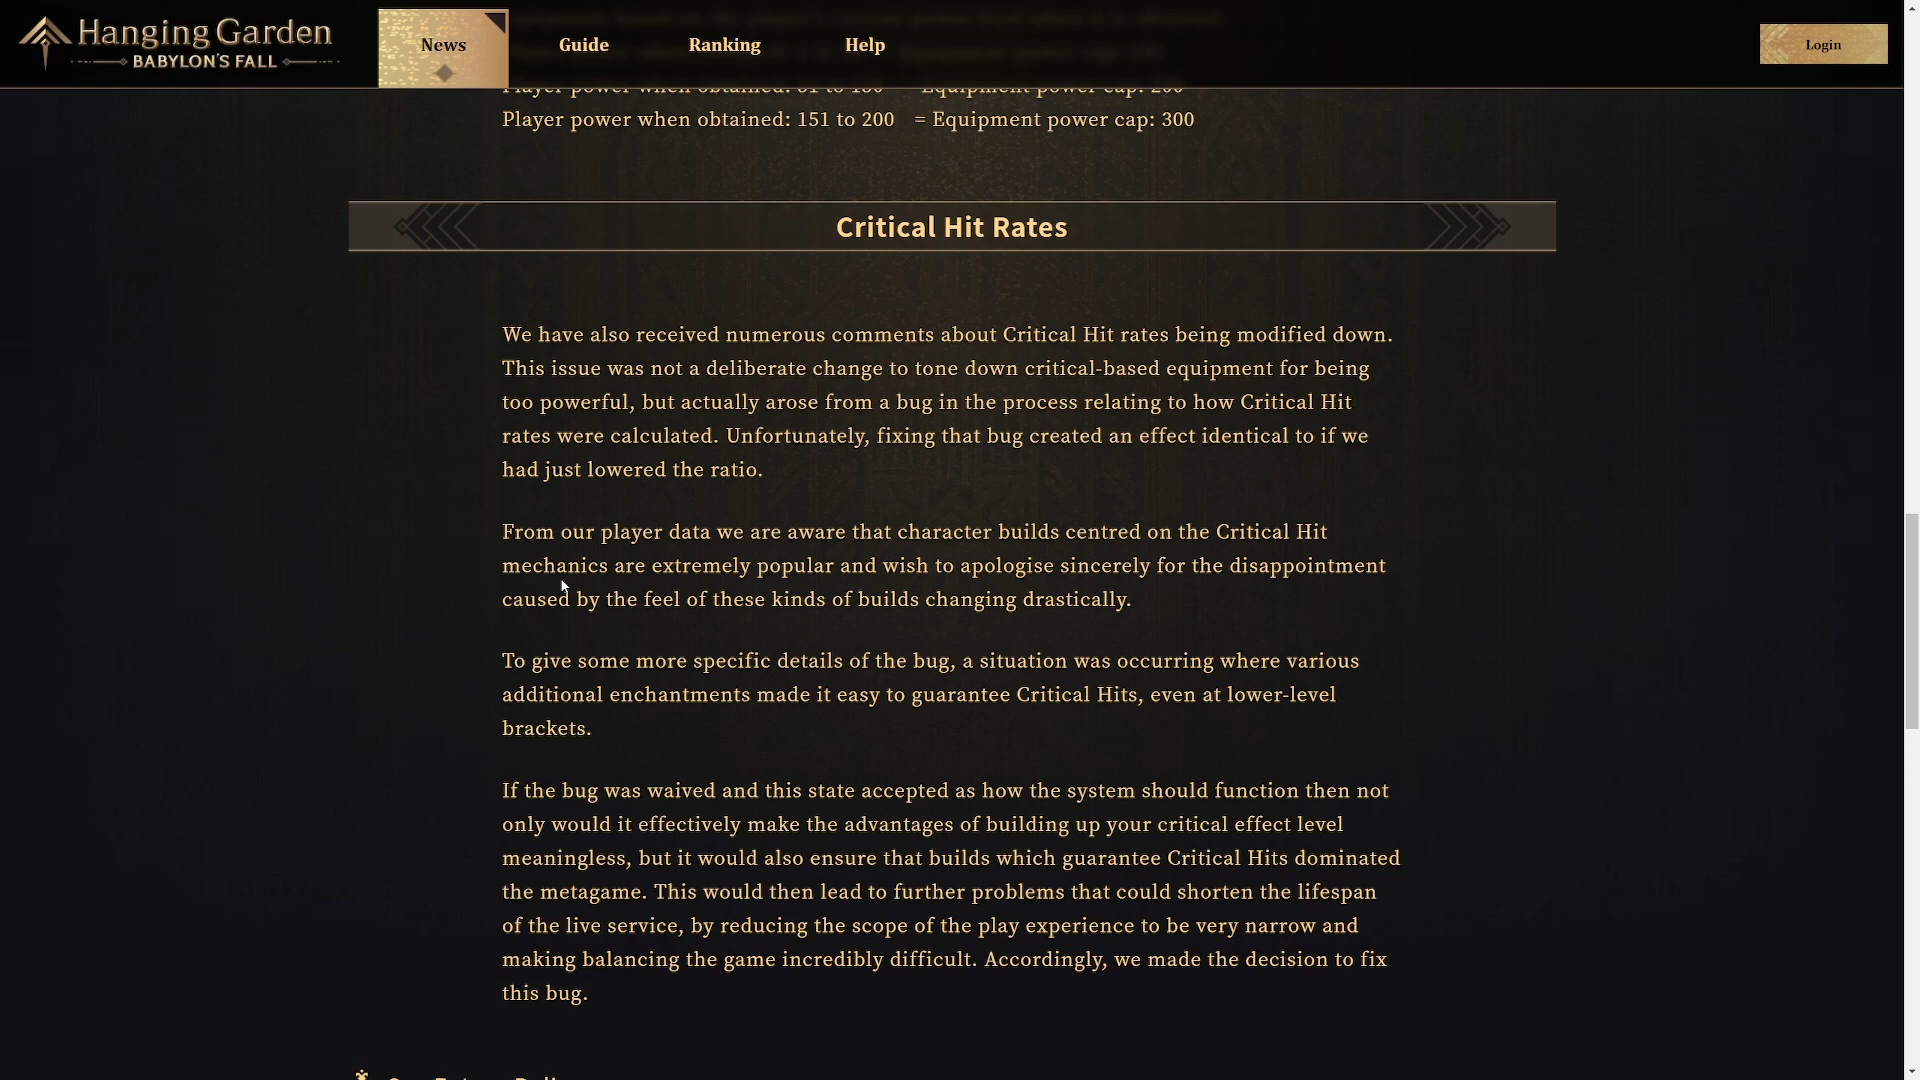 Hanging Garden
BABYLON'S FALL
News
Guide
Ranking
Help
Login
Player power when obtained: 151 to 200 = Equipment power cap: 300
Critical Hit Rates
We have also received numerous comments about Critical Hit rates being modified down.
This issue was not a deliberate change to tone down critical-based equipment for being
too powerful, but actually arose from a bug in the process relating to how Critical Hit
rates were calculated. Unfortunately, fixing that bug created an effect identical to if we
had just lowered the ratio.
From our player data we are aware that character builds centred on the Critical Hit
mechanics are extremely popular and wish to apologise sincerely for the disappointment
caused by the feel of these kinds of builds changing drastically.
To give some more specific details of the bug, a situation was occurring where various
additional enchantments made it easy to guarantee Critical Hits, even at lower-level
brackets.
If the bug was waived and this state accepted as how the system should function then not
only would it effectively make the advantages of building up your critical effect level
meaningless, but it would also ensure that builds which guarantee Critical Hits dominated
the metagame. This would then lead to further problems that could shorten the lifespan
of the live service, by reducing the scope of the play experience to be very narrow and
making balancing the game incredibly difficult. Accordingly, we made the decision to fix
this bug.